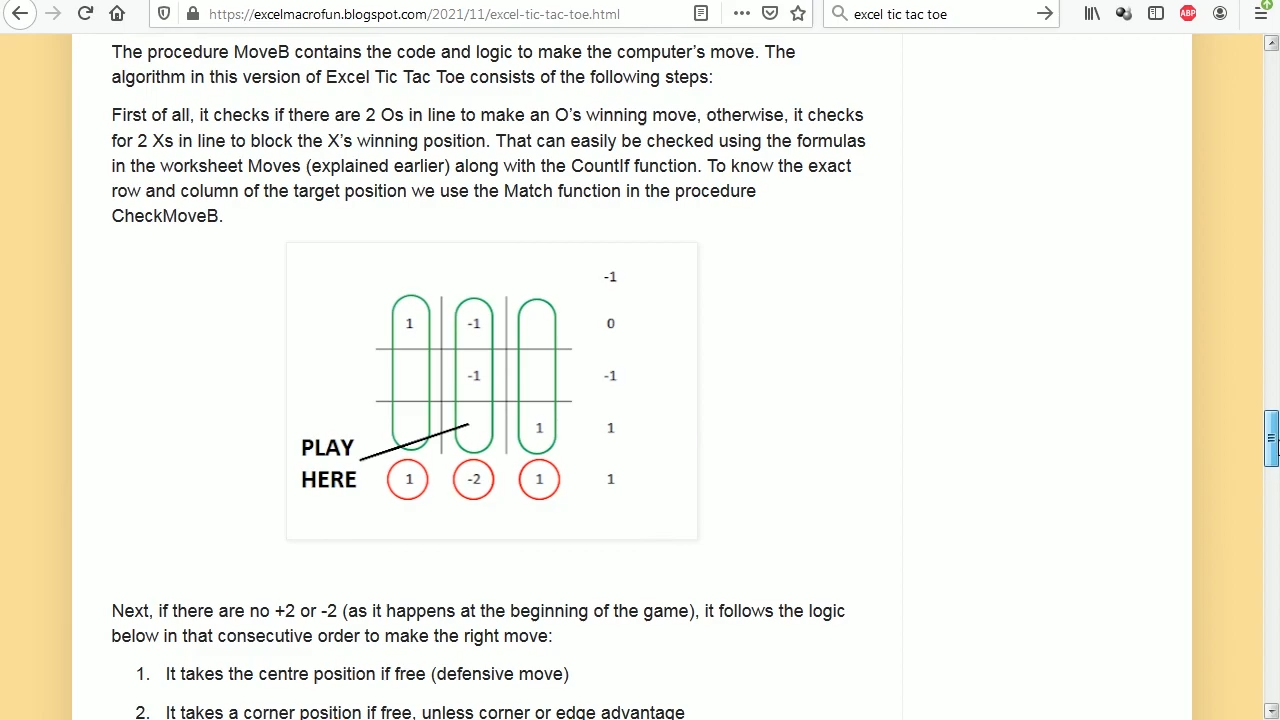 https://excelmacrofun.blogspot.com/2021/11/excel-tic-tac-toe.html
excel tic tac toe
ABP
The procedure MoveB contains the code and logic to make the computer's move. The
algorithm in this version of Excel Tic Tac Toe consists of the following steps:
First of all, it checks if there are 2 Os in line to make an O's winning move, otherwise, it checks
for 2 Xs in line to block the X's winning position. That can easily be checked using the formulas
in the worksheet Moves (explained earlier) along with the CountIf function. To know the exact
row and column of the target position we use the Match function in the procedure
CheckMoveB.
-1
1 -1 0
-1 -1
1 1
PLAY
HERE
1 -2 1 1
Next, if there are no +2 or -2 (as it happens at the beginning of the game), it follows the logic
below in that consecutive order to make the right move:
1. It takes the centre position if free (defensive move)
2. It takes a corner position if free, unless corner or edge advantage